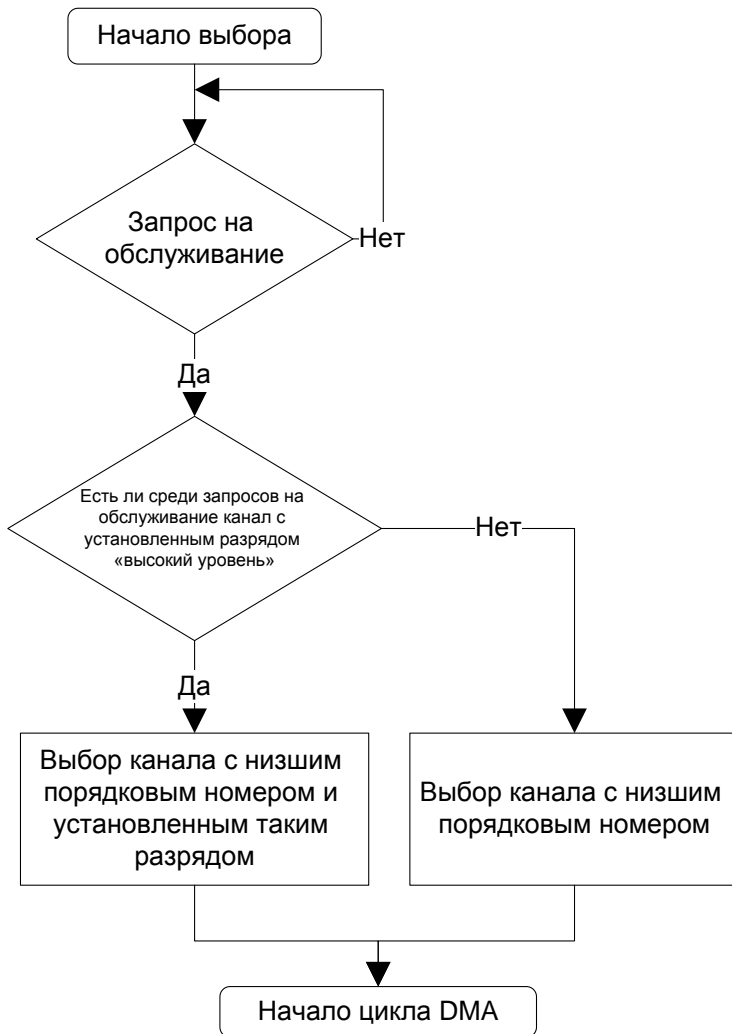 Начало выбора
Запрос на
обслуживание
Нет
Да
Есть ли среди запросов на
обслуживание канал с
установленным разрядом
«высокий уровень»
Нет
Да
Выбор канала с низшим
порядковым номером и
установленным таким
разрядом
Выбор канала с низшим
порядковым номером
Начало цикла DMA